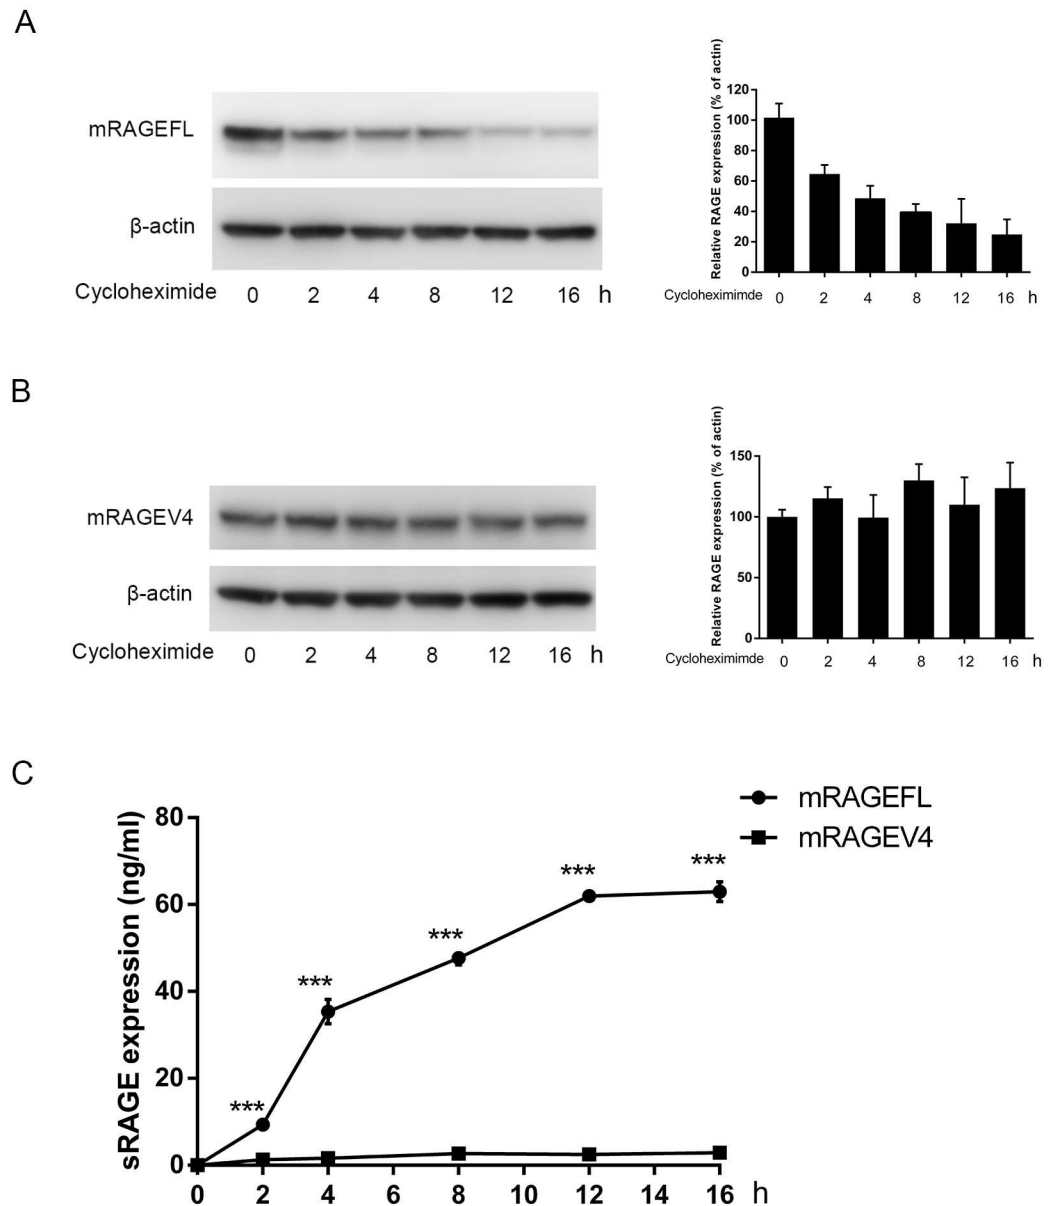 A
mRAGEFL
β-actin
Cycloheximide 0 2 4 8 12 16 h
Relative RAGE expression (% of actin)
120
100
80
60
40
20
0
Cycloheximimde 0 2 4 8 12 16 h
B
mRAGEV4
β-actin
Cycloheximide 0 2 4 8 12 16 h
Relative RAGE expression (% of actin)
150
100
50
0
Cycloheximimde 0 2 4 8 12 16 h
C
mRAGEFL
mRAGEV4
sRAGE expression (ng/ml)
80
60
40
20
0
*** *** *** *** ***
0 2 4 6 8 10 12 14 16 h